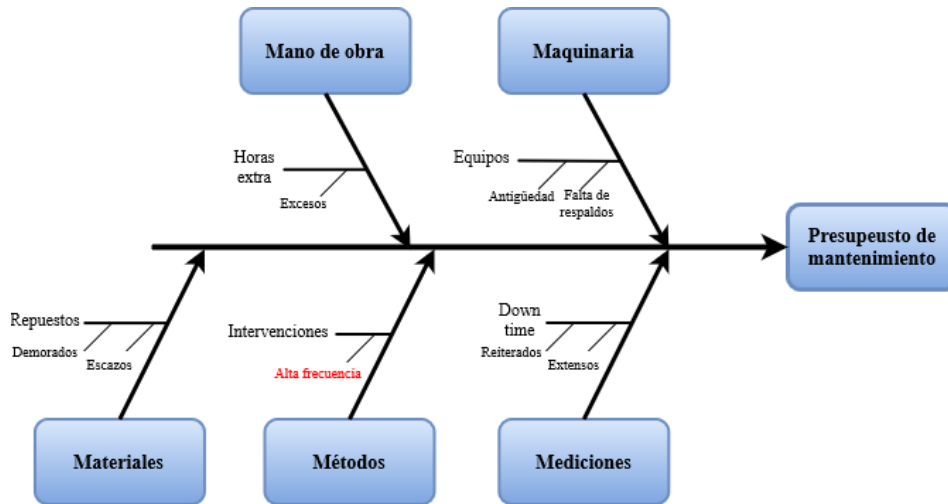 Mano de obra
Maquinaria
Horas
extra
Excesos
Equipos
Antigüedad
Falta de
respaldos
Presupeusto de
mantenimiento
Repuestos
Demorados
Escazos
Intervenciones
Alta frecuencia
Down
time
Reiterados
Extensos
Materiales
Métodos
Mediciones